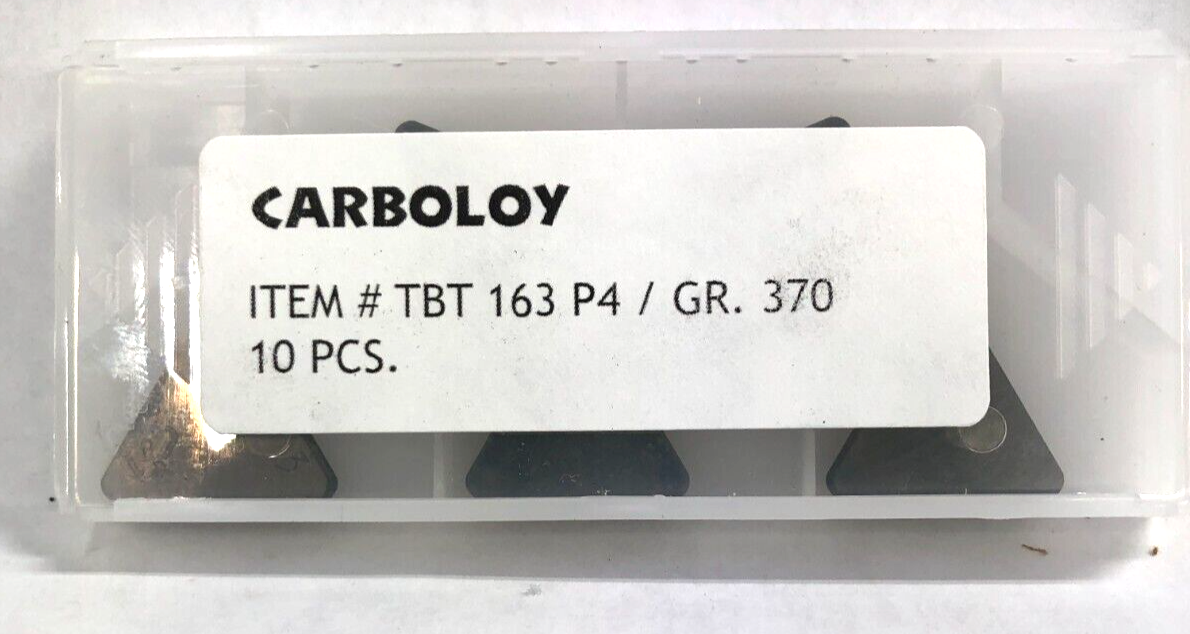 CARBOLOY
ITEM # TBT 163 P4 / GR. 370
10 PCS.